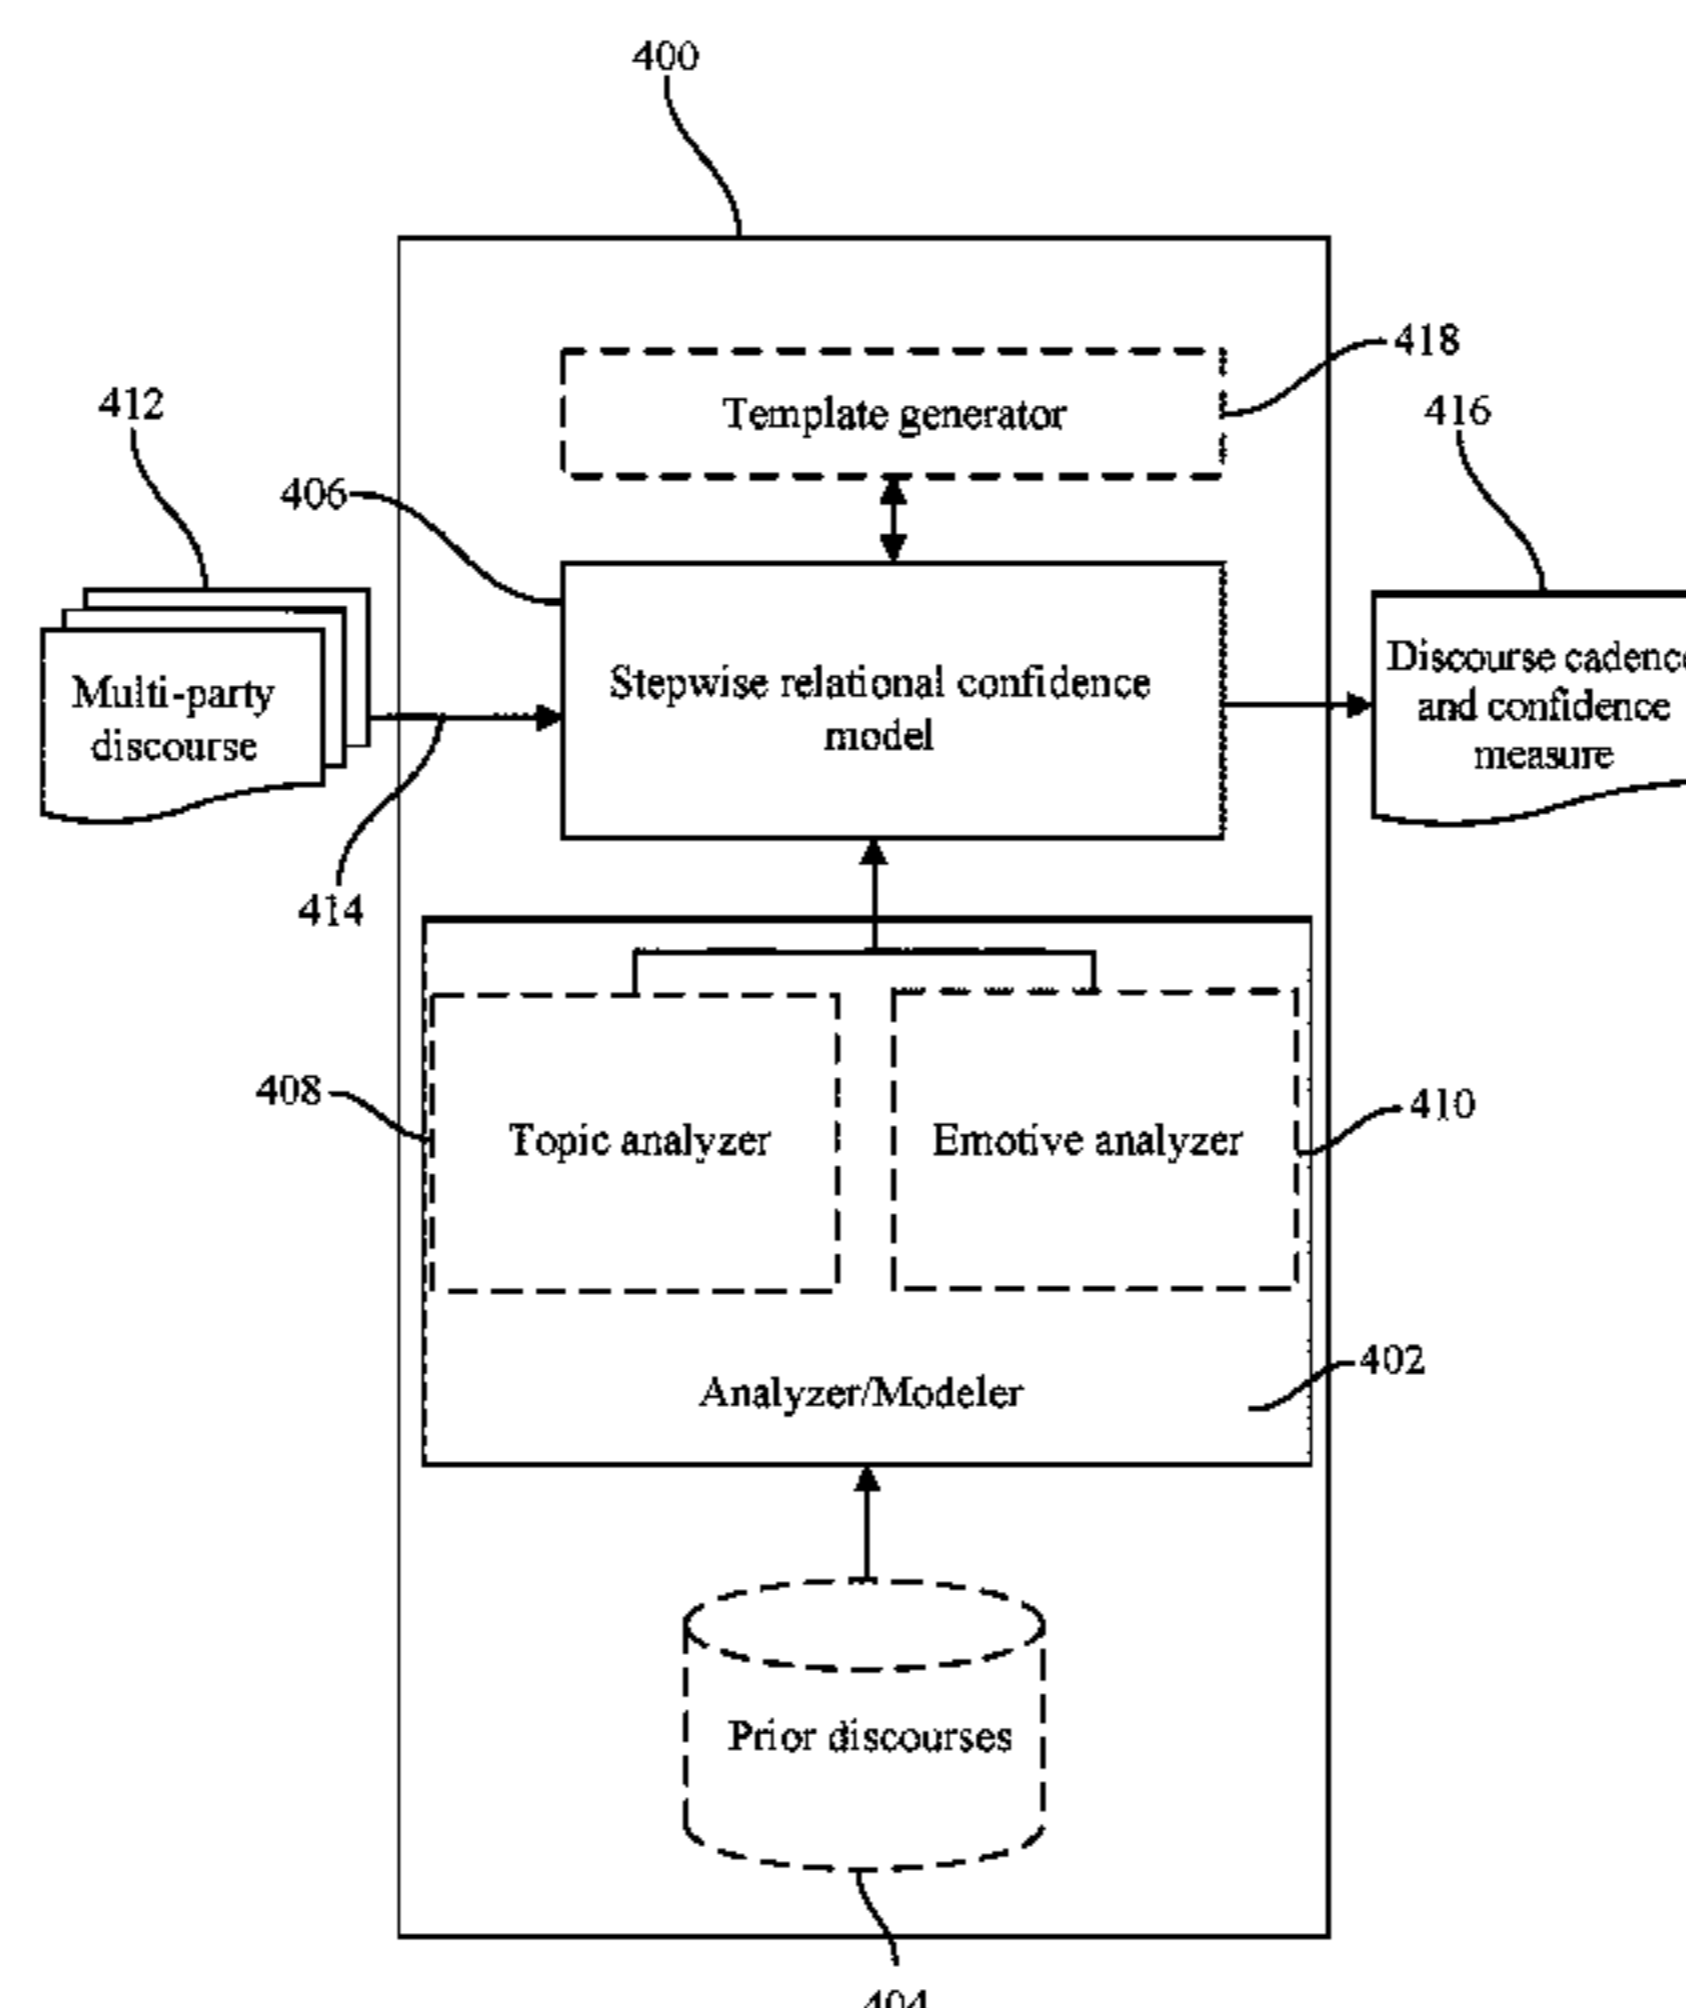 400
418
Template generator
416
412
406
Multi-party
discourse
Stepwise relational confidence
model
Discourse cadence
and confidence
measure
414
408
Topic analyzer
Emotive analyzer
410
402
Analyzer/Modeler
Prior discourses
404